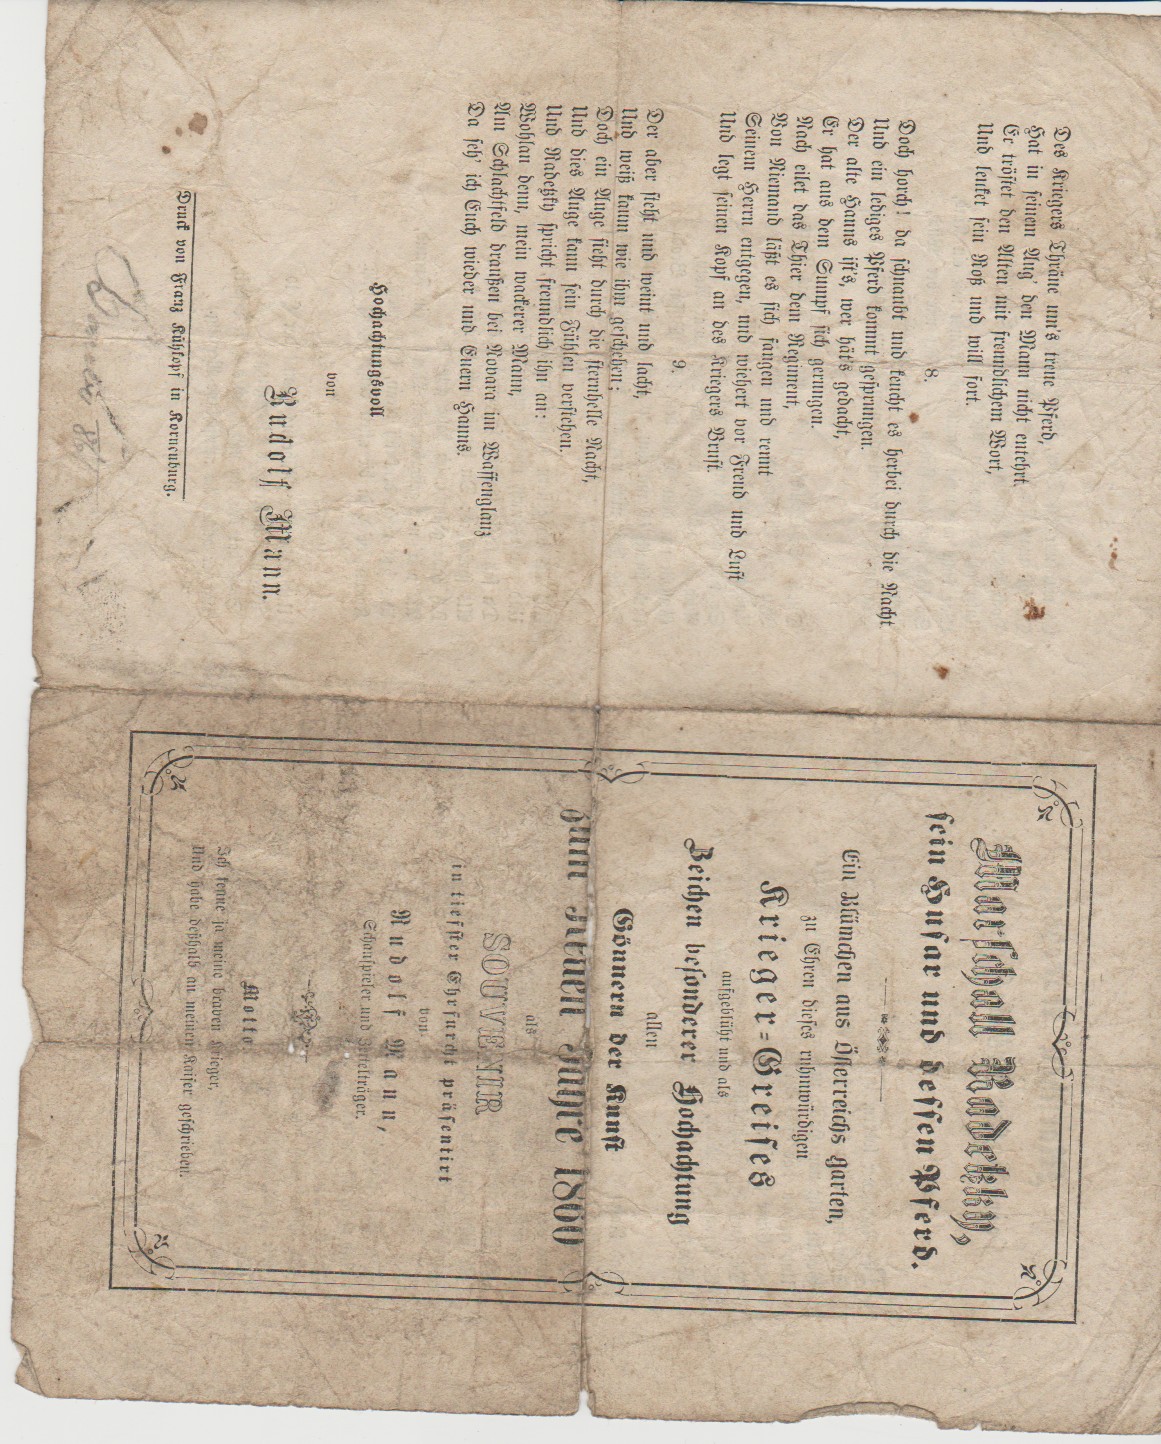 Des Kriegers Thräne um's treue Pferd,
Hat in seinem Aug' den Mann nicht entehrt.
Er tröstet den Alten mit freundlichem Wort,
Und lenket sein Roß und will fort.
8.
Doch horch! da schnaubt und keucht es herbei durch die Nacht
Und ein lediges Pferd kommt gesprungen.
Der alte Hanns ist's, wer hät's gedacht,
Er hat aus dem Sumpf sich gerungen.
Nach eilet das Thier dem Regiment,
Von Niemand läßt es sich fangen und rennt
Seinem Herrn entgegen, und wiehert vor Freud und Lust
Und legt seinen Kopf an des Kriegers Brust.
9.
Der aber steht und weint und lacht,
Und weiß kaum wie ihm geschehen;
Doch ein Auge sieht durch die sternhelle Nacht,
Und dies Auge kann sein Fühlen verstehen.
Und Radetzky spricht freundlich ihn an:
Wohlan denn, mein wackerer Mann,
Am Schlachtfeld draußen bei Novara in Waffenglanz
Da seh' ich Euch wieder und Euern Hanns.
Hochachtungsvoll
von
Rudolf Mann.
Druck von Franz Kühkopf in Korneuburg.
Marschall Radetzky,
sein Husar und dessen Pferd.
Ein Blümchen aus Österreichs Garten,
zu Ehren dieses ruhmwürdigen
Krieger-Greises
aufgeblüht und als
Zeichen besonderer Hochachtung
allen
Gönnern der Kunst
zum neuen Jahre 1860
als
SOUVENIR
in tiefster Ehrfurcht präsentirt
von
Rudolf Mann,
Schauspieler und Zettelträger.
Motto.
Ich kenne ja meine braven Krieger,
Und habe deßhalb an meinen Kaiser geschrieben.